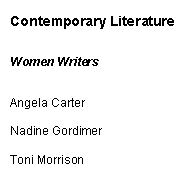 Contemporary Literature
Women Writers
Angela Carter
Nadine Gordimer
Toni Morrison